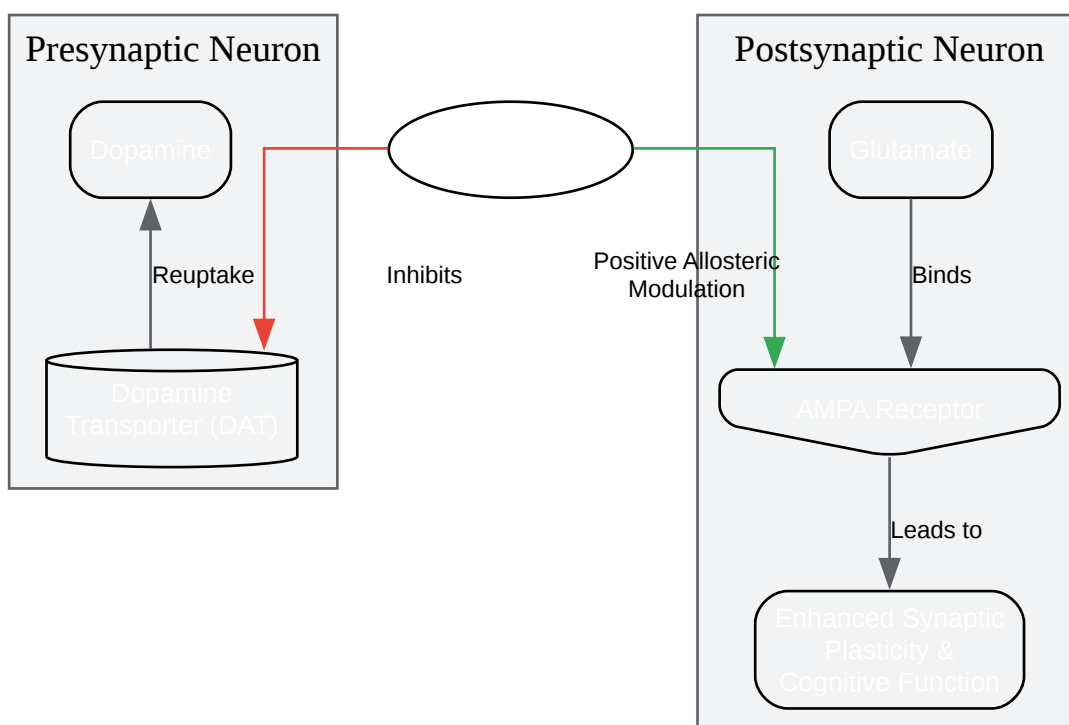 Presynaptic Neuron
Postsynaptic Neuron
Dopamine
Glutamate
Reuptake
Inhibits
Positive Allosteric
Modulation
Binds
Dopamine
Transporter (DAT)
AMPA Receptor
Leads to
Enhanced Synaptic
Plasticity &
Cognitive Function